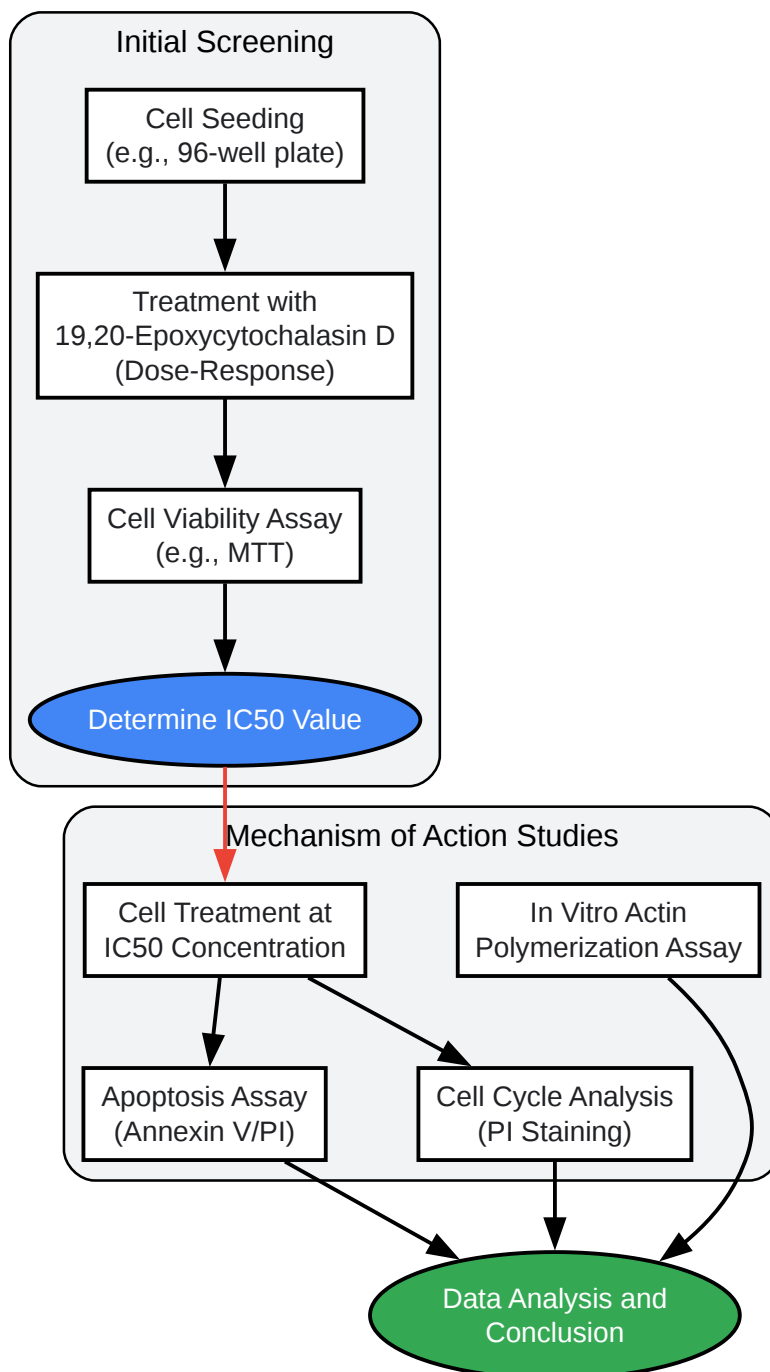 Initial Screening
Cell Seeding
(e.g., 96-well plate)
Treatment with
19,20-Epoxycytochalasin D
(Dose-Response)
Cell Viability Assay
(e.g., MTT)
Determine IC50 Value
Mechanism of Action Studies
Cell Treatment at
IC50 Concentration
In Vitro Actin
Polymerization Assay
Apoptosis Assay
(Annexin V/PI)
Cell Cycle Analysis
(PI Staining)
Data Analysis and
Conclusion